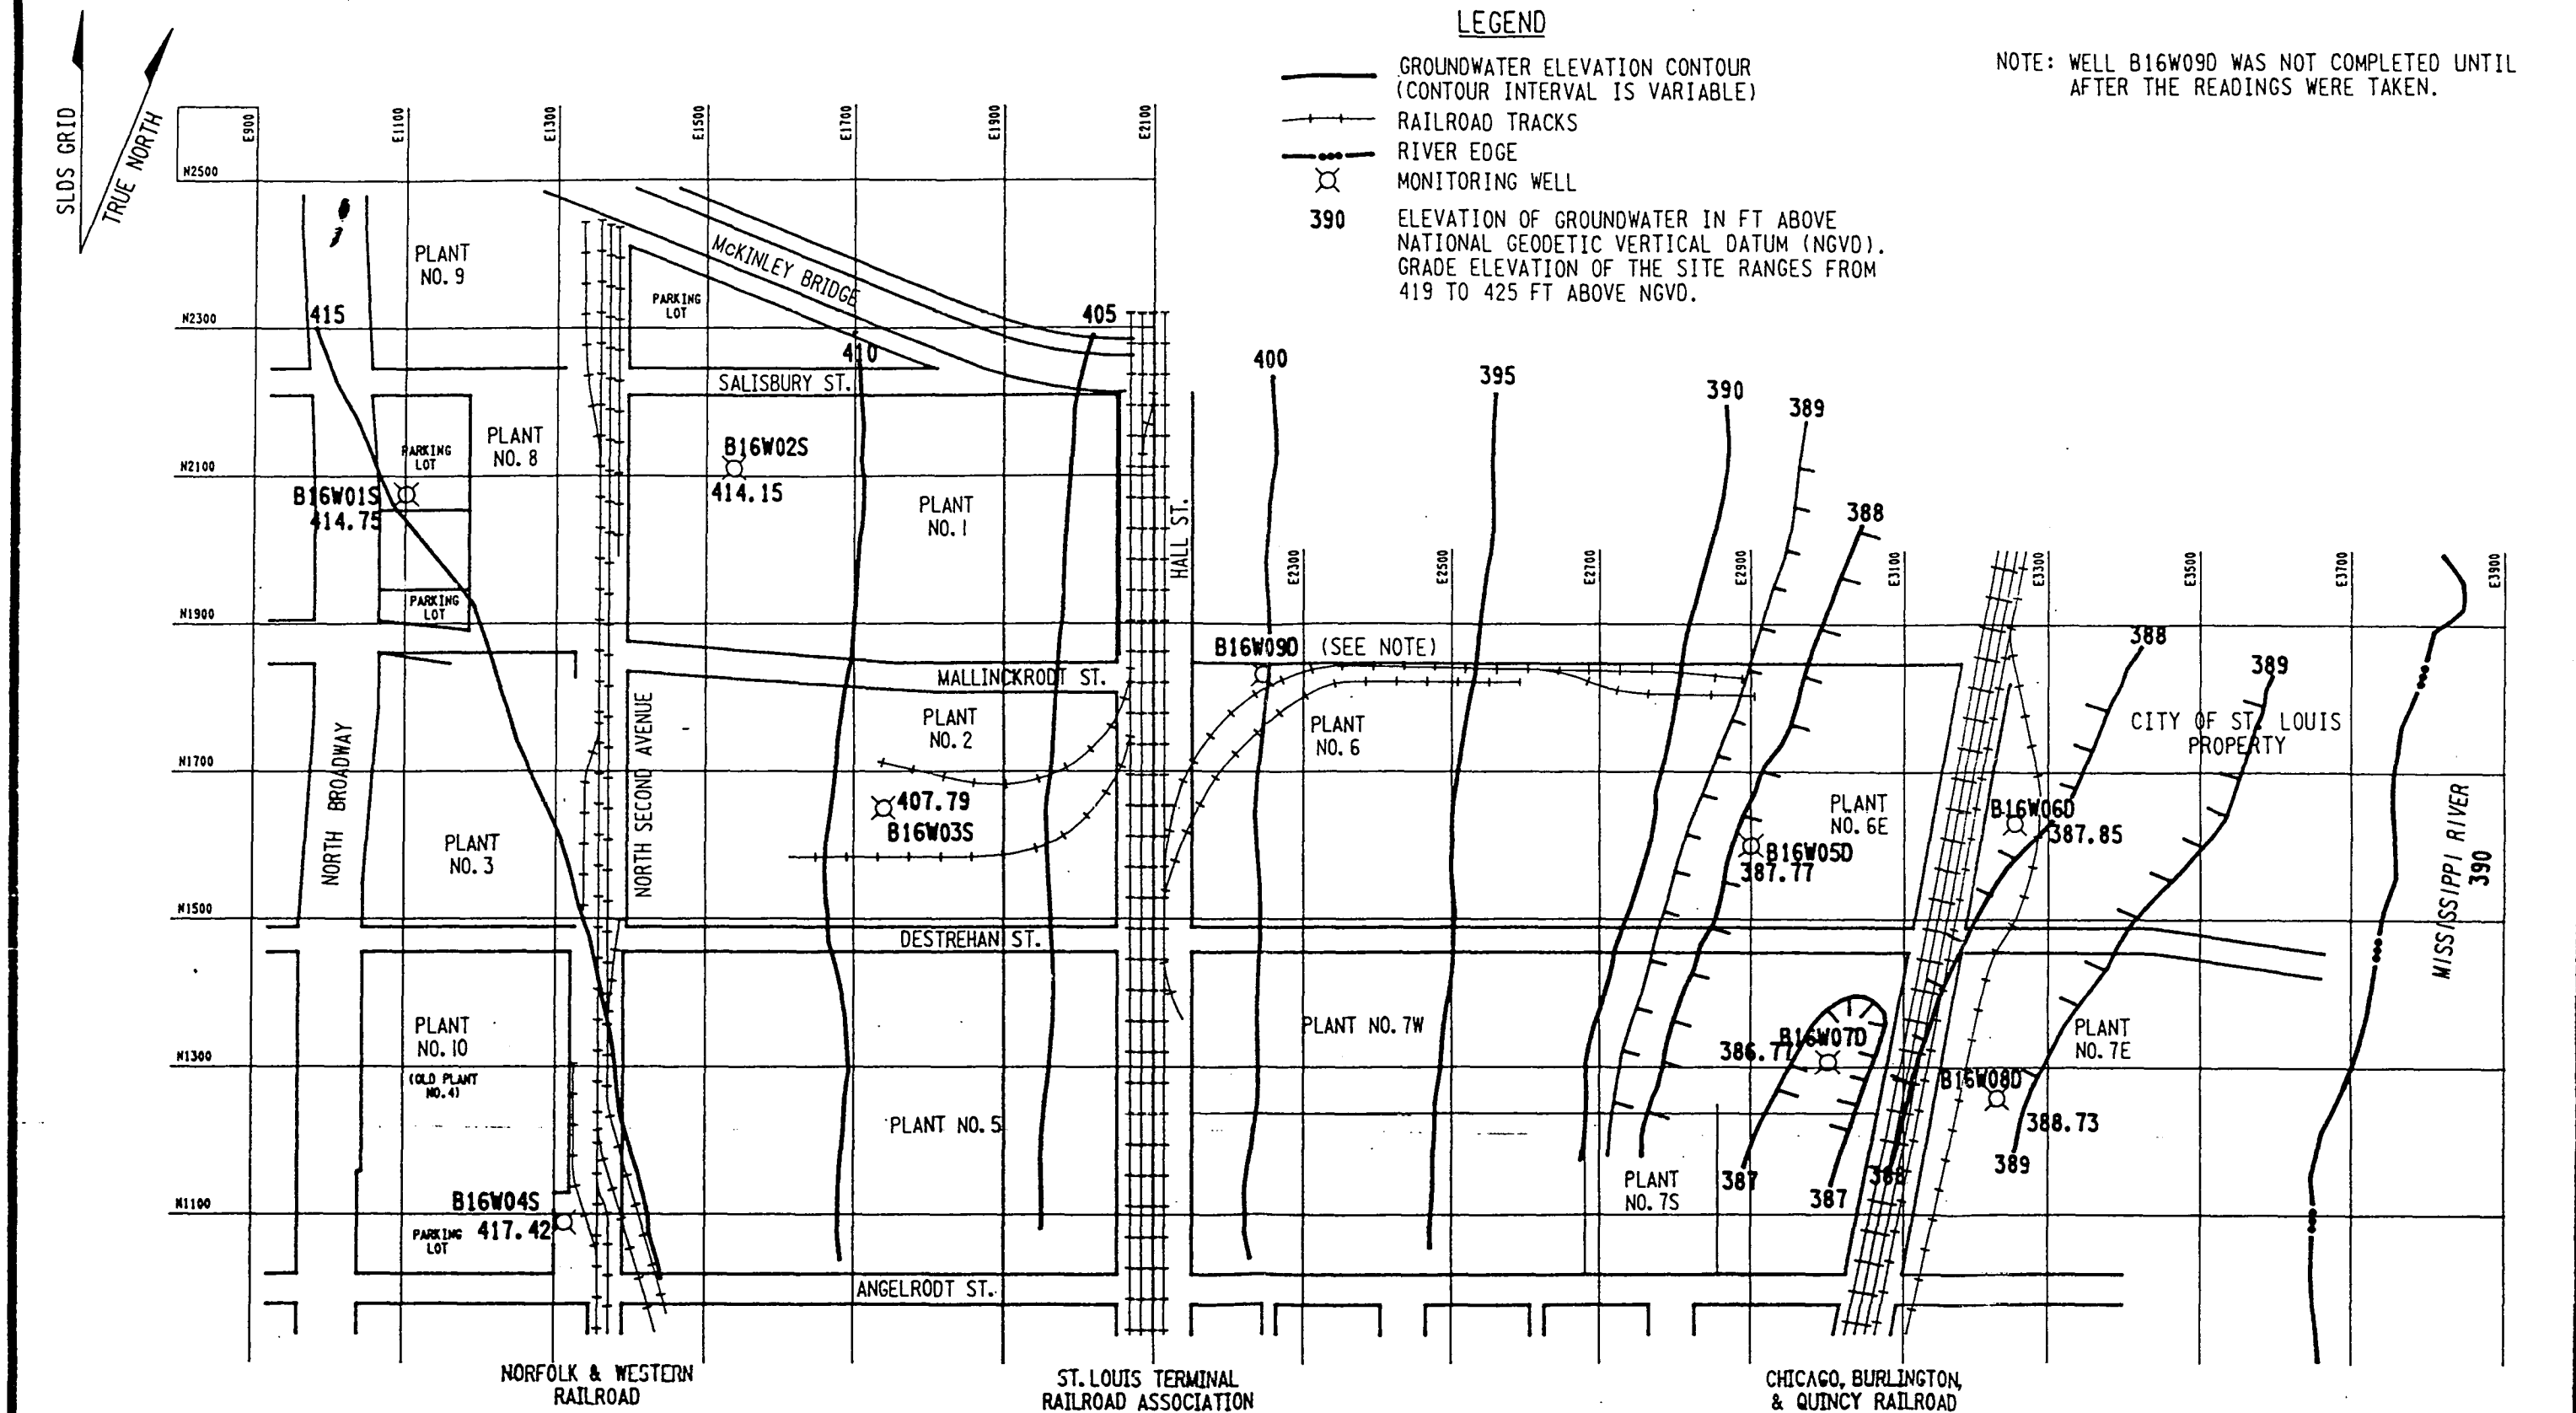 LEGEND
GROUNDWATER ELEVATION CONTOUR
(CONTOUR INTERVAL IS VARIABLE)
RAILROAD TRACKS
RIVER EDGE
MONITORING WELL
390
ELEVATION OF GROUNDWATER IN FT ABOVE
NATIONAL GEODETIC VERTICAL DATUM (NGVD).
GRADE ELEVATION OF THE SITE RANGES FROM
419 TO 425 FT ABOVE NGVD.
NOTE: WELL B16W09D WAS NOT COMPLETED UNTIL
AFTER THE READINGS WERE TAKEN.
SLDS GRID
TRUE NORTH
E900
E1100
E1300
E1500
E1700
E1900
E2100
N2500
PLANT
NO. 9
McKINLEY BRIDGE
PARKING
LOT
N2300
415
410
405
400
395
390
389
388
SALISBURY ST.
PLANT
NO. 8
PARKING
LOT
B16W02S
414.15
N2100
B16W01S
414.75
PLANT
NO. 1
HALL ST.
E2300
E2500
E2700
E2900
E3100
E3300
E3500
E3700
E3900
PARKING
LOT
N1900
B16W09D (SEE NOTE)
388
389
MALLINCKRODT ST.
NORTH BROADWAY
NORTH SECOND AVENUE
PLANT
NO. 2
PLANT
NO. 6
CITY OF ST. LOUIS
PROPERTY
N1700
407.79
B16W03S
PLANT
NO. 3
PLANT
NO. 6E
B16W05D
387.77
B16W06D
387.85
MISSISSIPPI RIVER
390
N1500
DESTREHAN ST.
PLANT
NO. 10
(OLD PLANT
NO. 4)
PLANT NO. 7W
B16W07D
386.77
PLANT
NO. 7E
N1300
B16W08D
388.73
PLANT NO. 5
389
387
387
388
PLANT
NO. 7S
N1100
B16W04S
417.42
PARKING
LOT
ANGELRODT ST.
NORFOLK & WESTERN
RAILROAD
ST. LOUIS TERMINAL
RAILROAD ASSOCIATION
CHICAGO, BURLINGTON,
& QUINCY RAILROAD